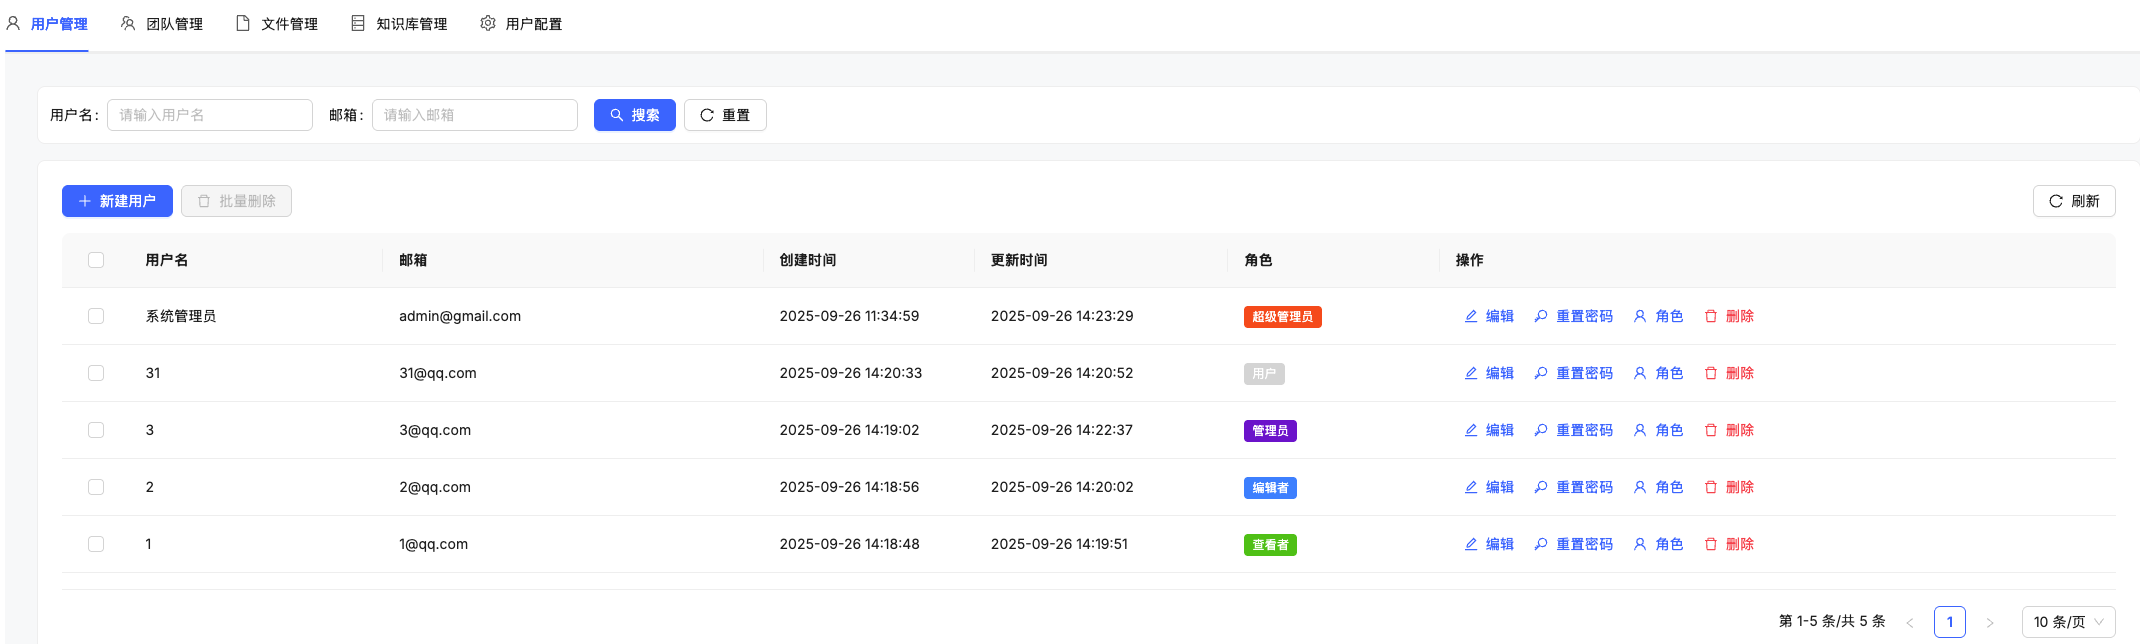 用户管理 团队管理 文件管理 知识库管理 用户配置
用户名: 请输入用户名 邮箱: 请输入邮箱 搜索 重置
新建用户 批量删除 刷新
用户名 邮箱 创建时间 更新时间 角色 操作
系统管理员 admin@gmail.com 2025-09-26 11:34:59 2025-09-26 14:23:29 超级管理员 编辑 重置密码 角色 删除
31 31@qq.com 2025-09-26 14:20:33 2025-09-26 14:20:52 用户 编辑 重置密码 角色 删除
3 3@qq.com 2025-09-26 14:19:02 2025-09-26 14:22:37 管理员 编辑 重置密码 角色 删除
2 2@qq.com 2025-09-26 14:18:56 2025-09-26 14:20:02 编辑者 编辑 重置密码 角色 删除
1 1@qq.com 2025-09-26 14:18:48 2025-09-26 14:19:51 查看者 编辑 重置密码 角色 删除
第 1-5 条/共 5 条 < 1 > 10 条/页